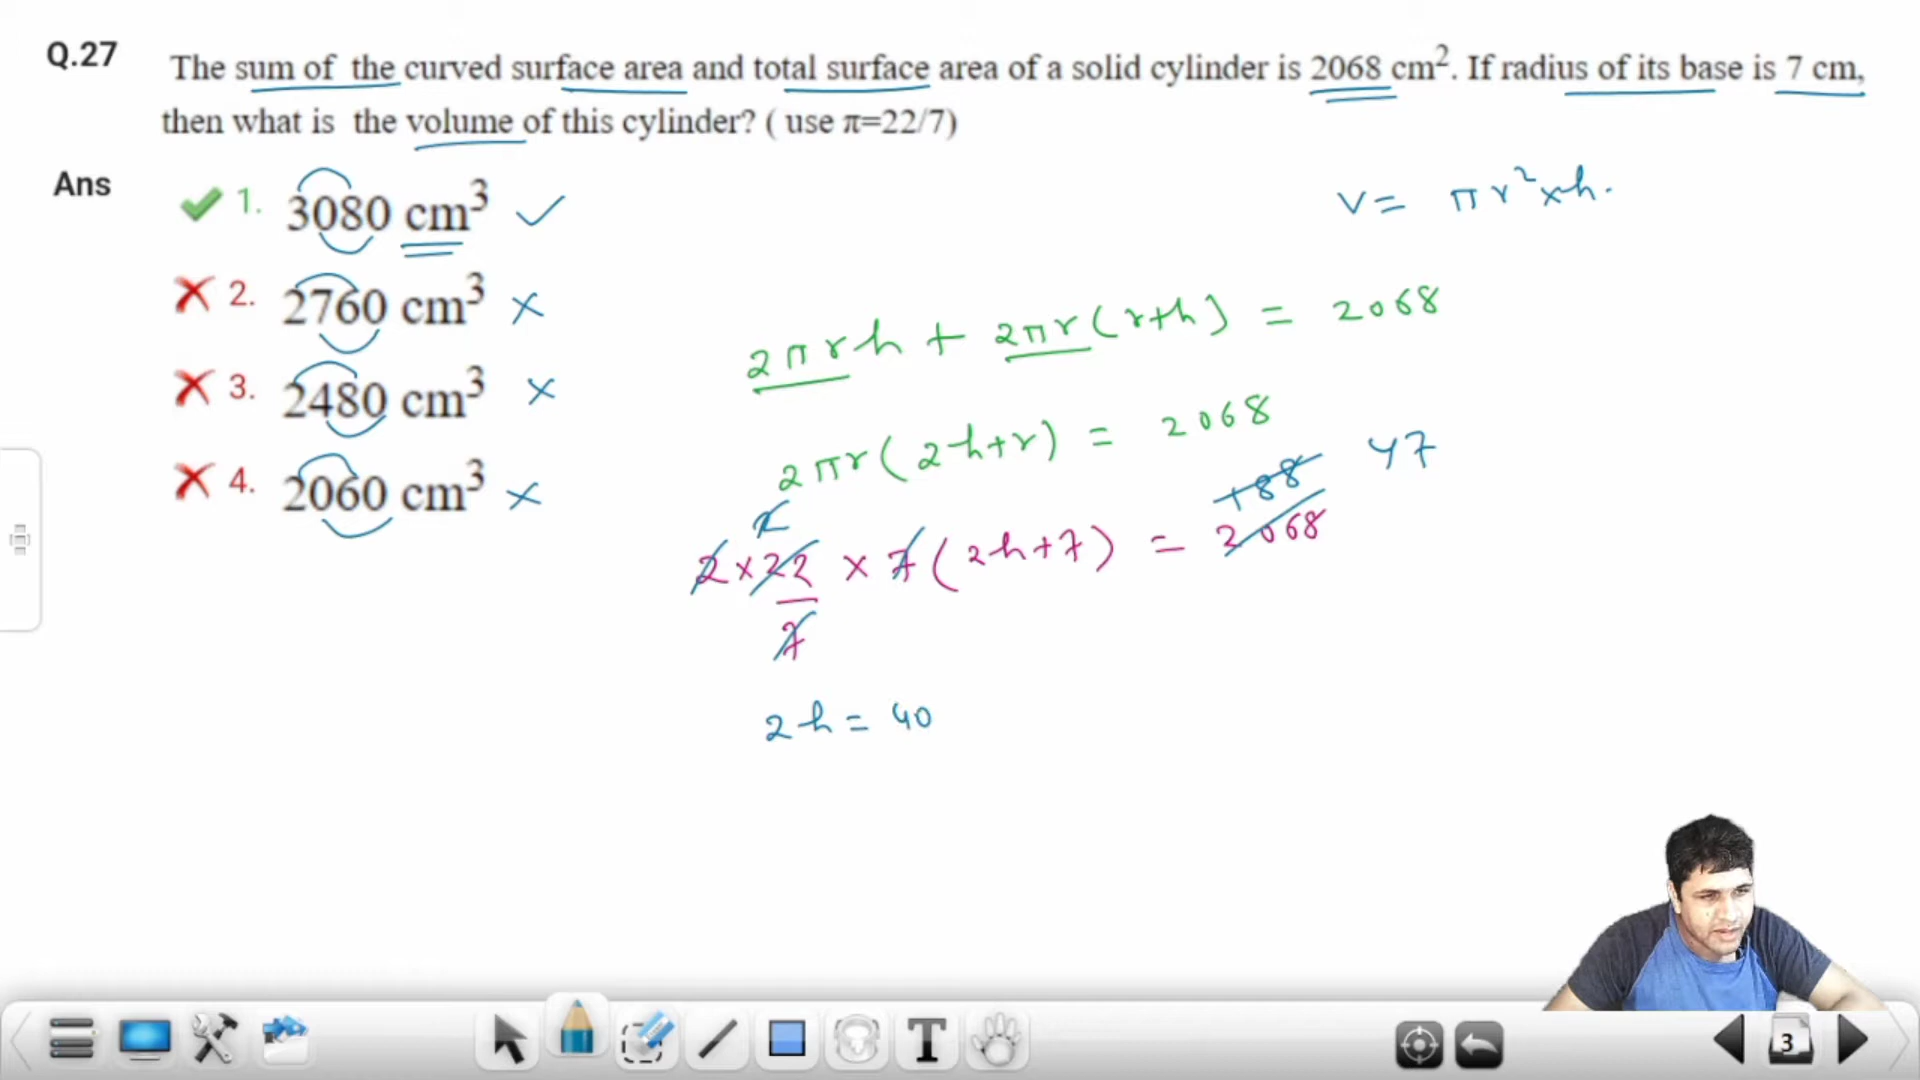 Q.27 The sum of the curved surface area and total surface area of a solid cylinder is 2068 cm². If radius of its base is 7 cm,
then what is the volume of this cylinder? ( use π=22/7)
Ans
1. 3080 cm³
2. 2760 cm³
3. 2480 cm³
4. 2060 cm³
V = πr² × h.
2πrh + 2πr(r+h) = 2068
2πr(2h+r) = 2068
188 47
2
2 × 22/7 × 7(2h+7) = 2068
2h = 40
T
3